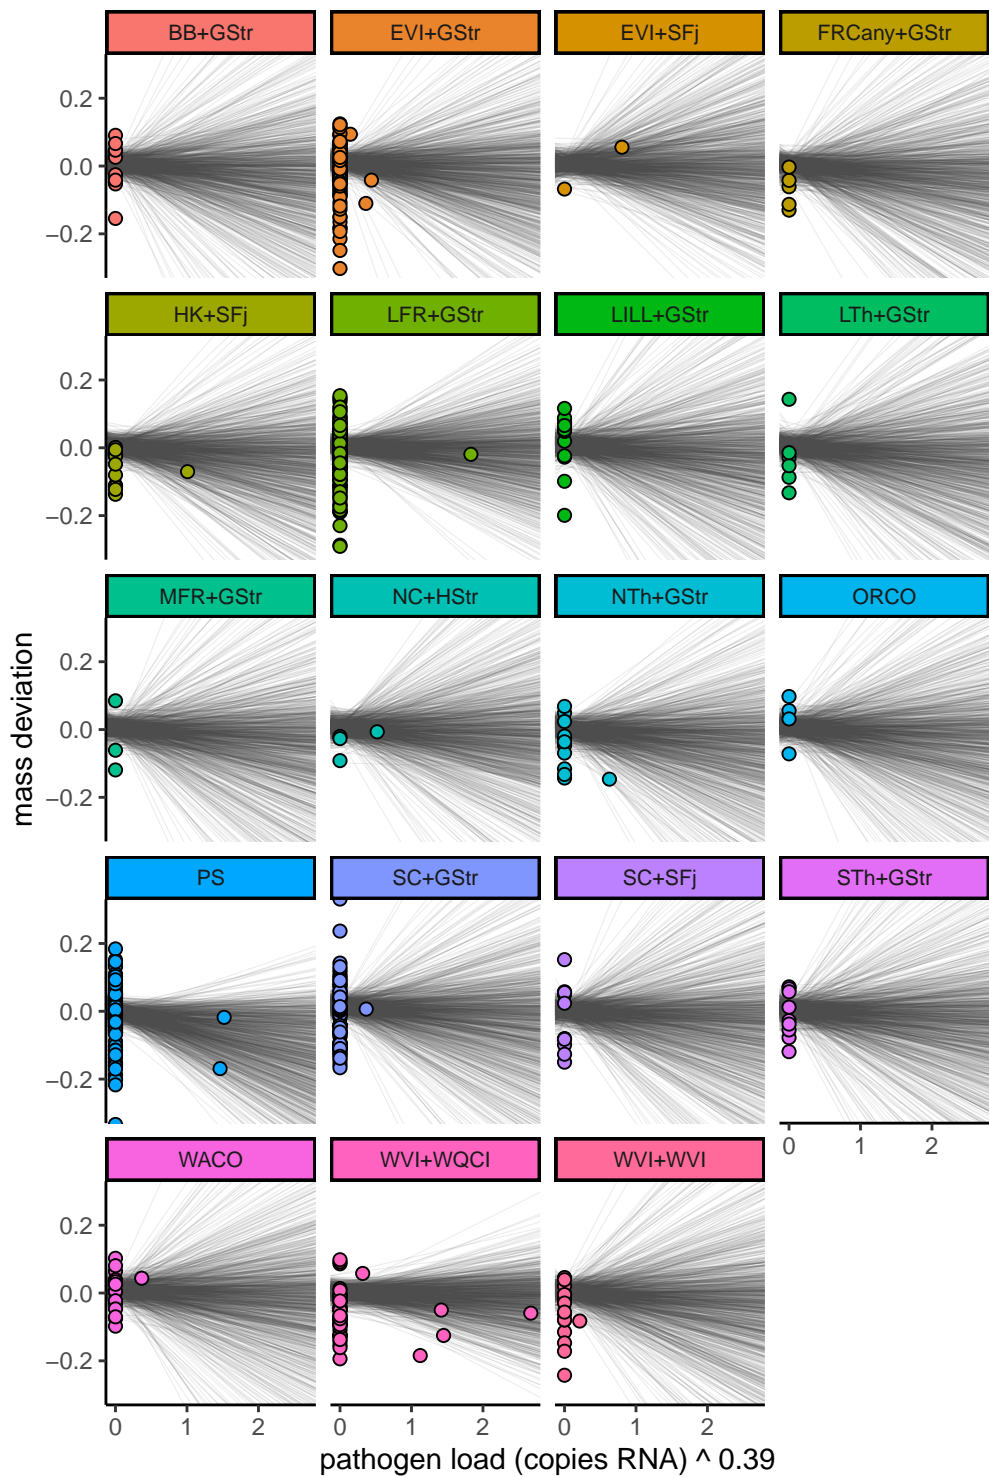 BB+GStr EVI+GStr EVI+SFj FRCany+GStr
0.2
0.0
−0.2
HK+SFj LFR+GStr LILL+GStr LTh+GStr
0.2
0.0
−0.2
MFR+GStr NC+HStr NTh+GStr ORCO
0.2
0.0
−0.2
mass deviation
PS SC+GStr SC+SFj STh+GStr
0.2
0.0
−0.2
0 1 2
WACO WVI+WQCI WVI+WVI
0.2
0.0
−0.2
0 1 2 0 1 2 0 1 2
pathogen load (copies RNA) ^ 0.39